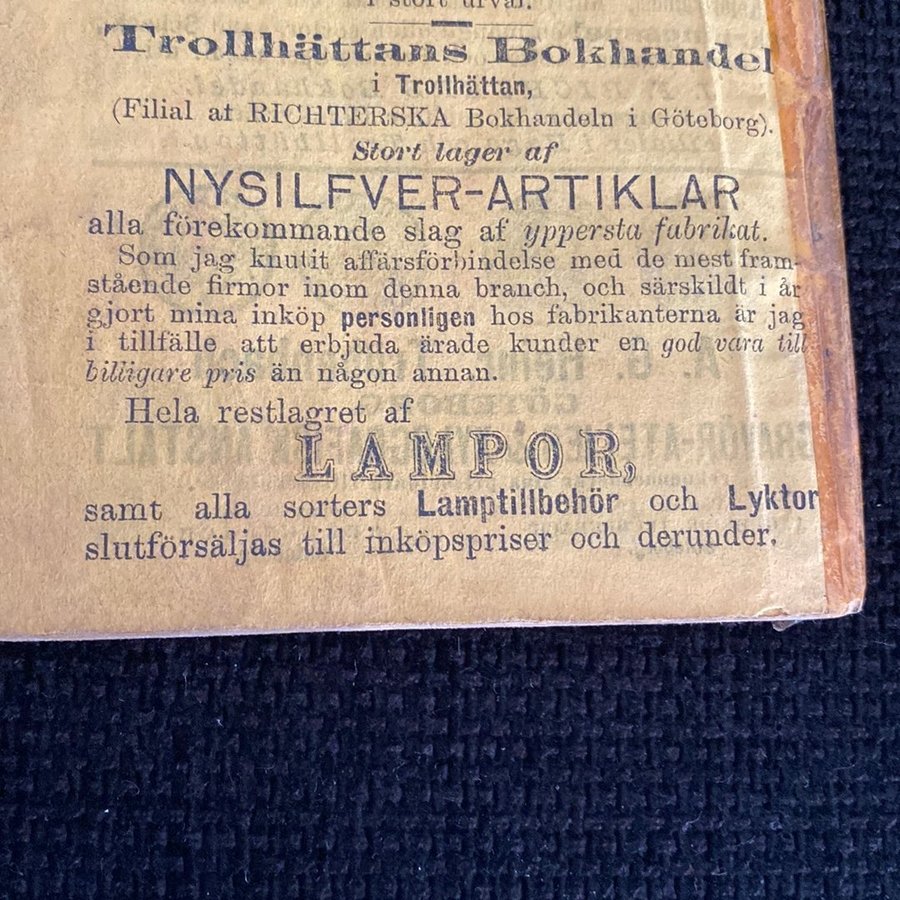 i stort urval.
Trollhättans Bokhandel
i Trollhättan,
(Filial af RICHTERSKA Bokhandeln i Göteborg).
Stort lager af
NYSILFVER-ARTIKLAR
alla förekommande slag af yppersta fabrikat.
Som jag knutit affärsförbindelse med de mest fram-
stående firmor inom denna branch, och särskildt i år
gjort mina inköp personligen hos fabrikanterna är jag
i tillfälle att erbjuda ärade kunder en god vara till
billigare pris än någon annan.
Hela restlagret af
LAMPOR,
samt alla sorters Lamptillbehör och Lyktor
slutförsäljas till inköpspriser och derunder.